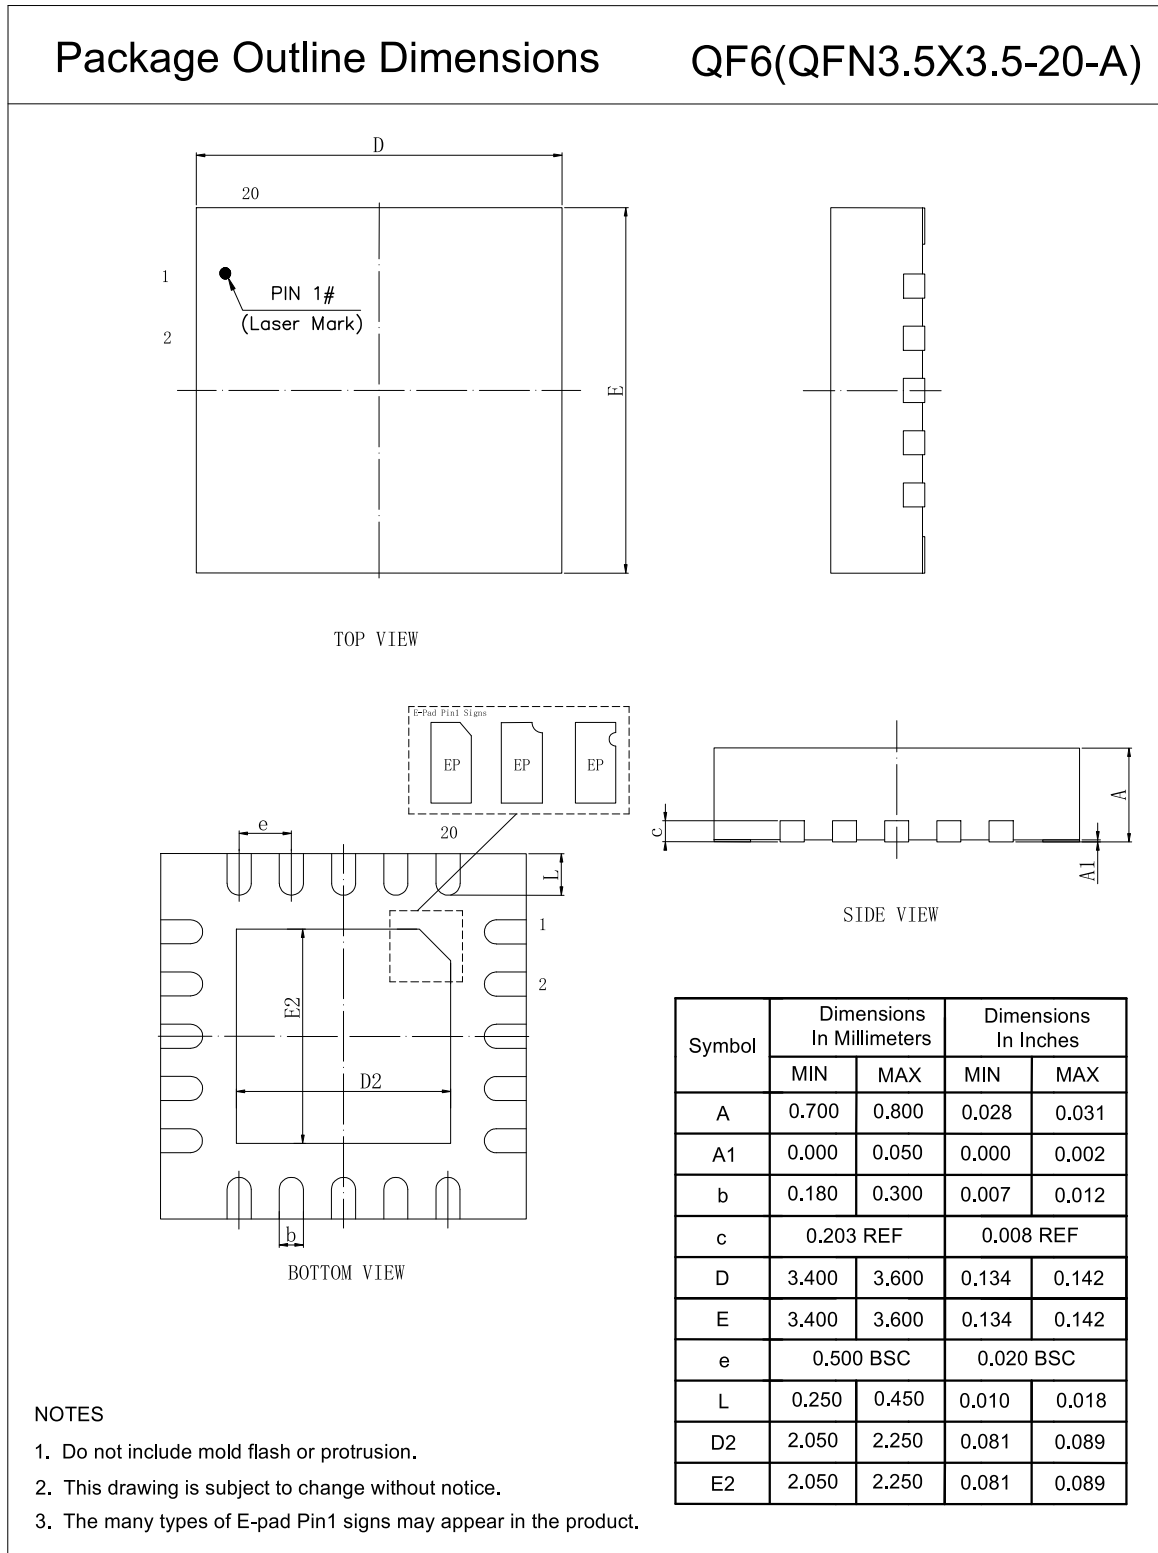 Package Outline Dimensions QF6(QFN3.5X3.5-20-A)
D
20
1
PIN 1#
(Laser Mark)
2
E
TOP VIEW
E-Pad Pin1 Signs
EP EP EP
20
e
L
1
2
E2
D2
b
BOTTOM VIEW
c
A
A1
SIDE VIEW
Symbol Dimensions In Millimeters Dimensions In Inches
MIN MAX MIN MAX
A 0.700 0.800 0.028 0.031
A1 0.000 0.050 0.000 0.002
b 0.180 0.300 0.007 0.012
c 0.203 REF 0.008 REF
D 3.400 3.600 0.134 0.142
E 3.400 3.600 0.134 0.142
e 0.500 BSC 0.020 BSC
L 0.250 0.450 0.010 0.018
D2 2.050 2.250 0.081 0.089
E2 2.050 2.250 0.081 0.089
NOTES
1. Do not include mold flash or protrusion.
2. This drawing is subject to change without notice.
3. The many types of E-pad Pin1 signs may appear in the product.